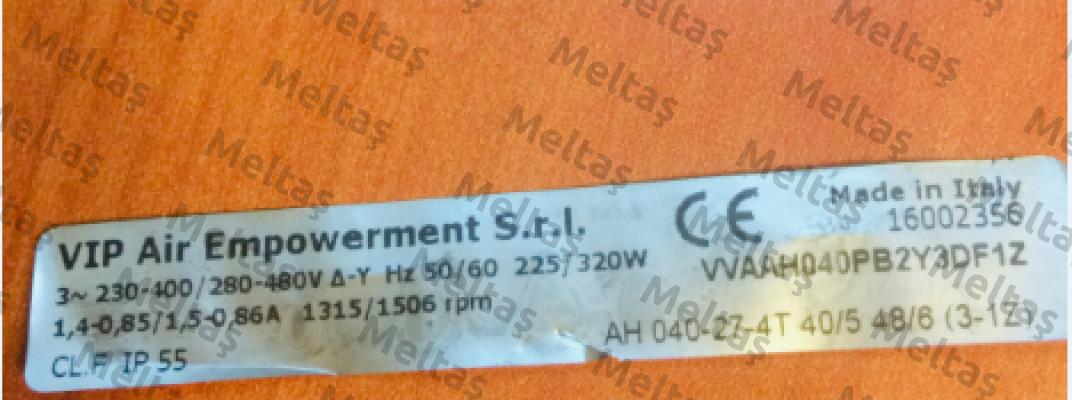 VIP Air Empowerment S.r.l.
3~ 230-400/280-480V Δ-Y Hz 50/60 225/320W
1,4-0,85/1,5-0,86A 1315/1506 rpm
CL.F IP 55
CE
Made in Italy
16002356
VVAAH040PB2Y3DF1Z
AH 040-27-4T 40/5 48/6 (3-1Z)
Meltaş